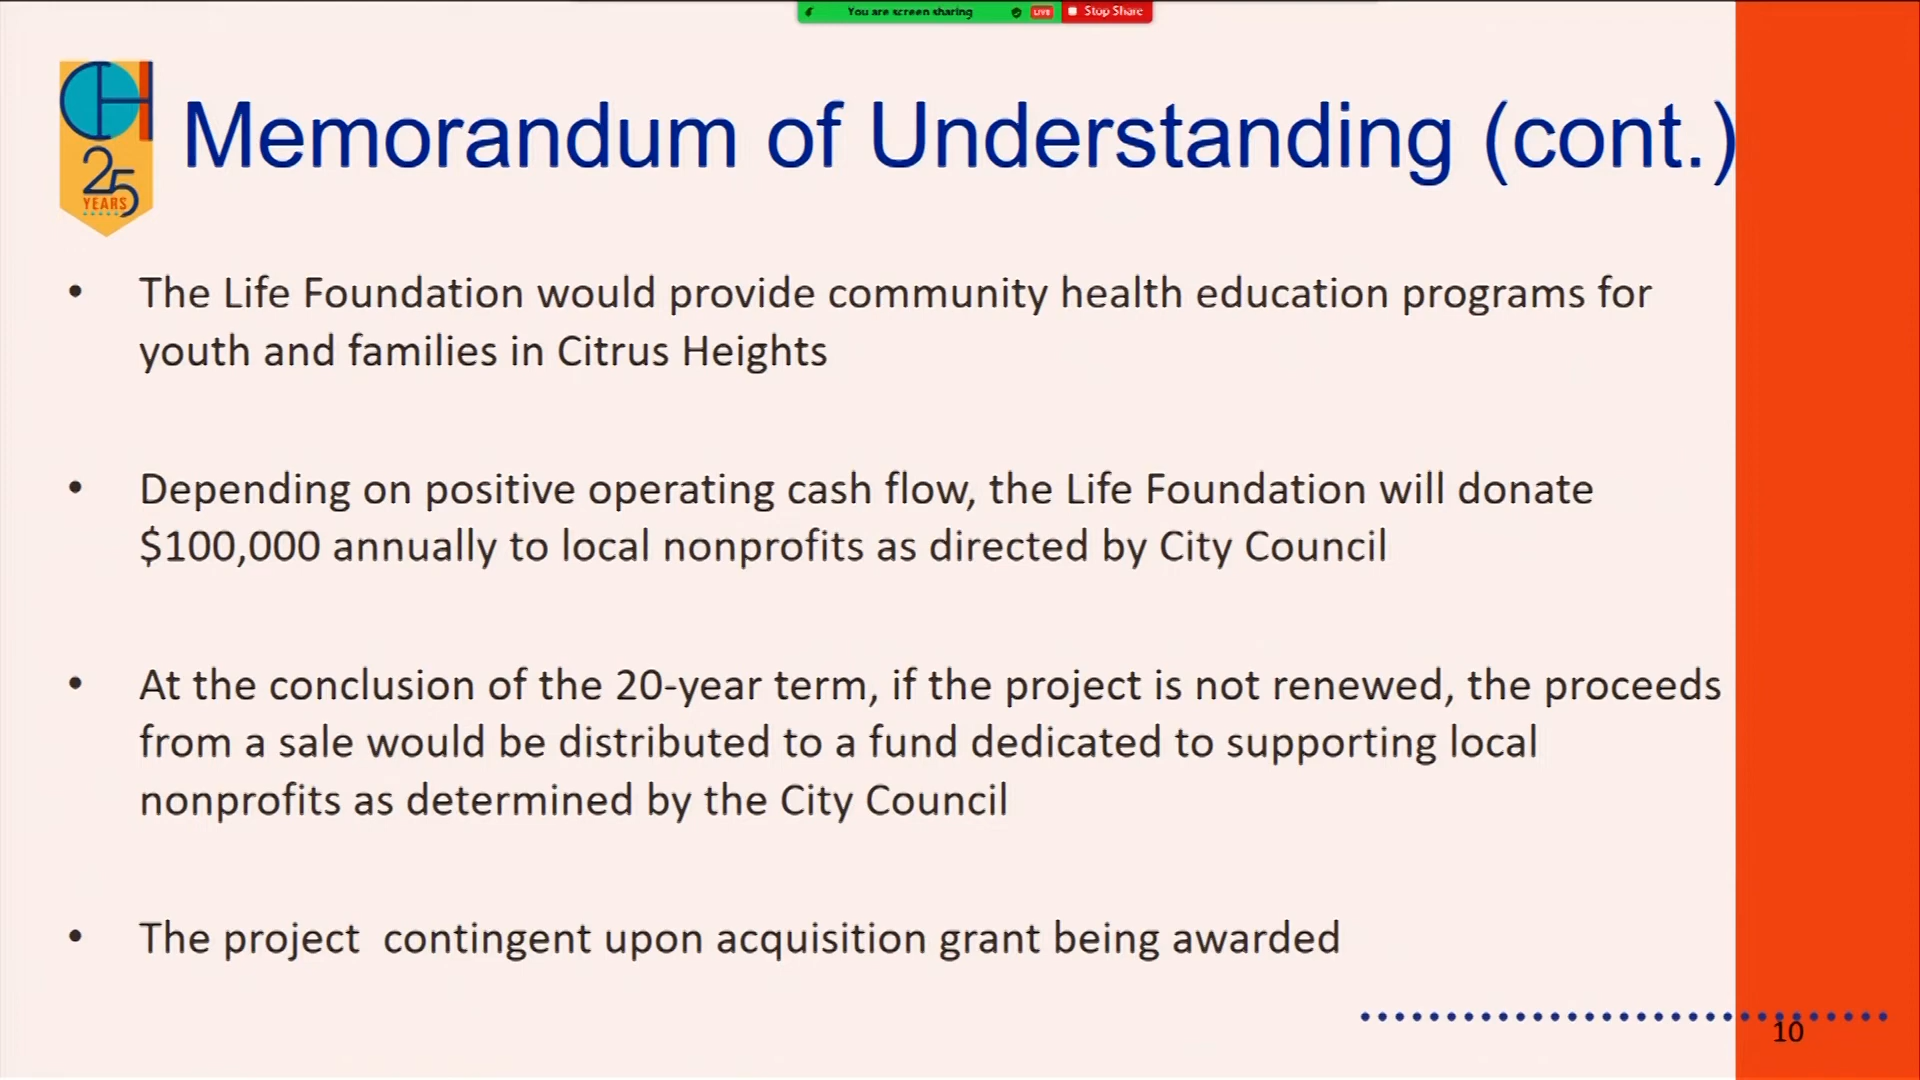 You are screen sharing LIVE Stop Share
CH
25
YEARS
Memorandum of Understanding (cont.)
• The Life Foundation would provide community health education programs for
youth and families in Citrus Heights
• Depending on positive operating cash flow, the Life Foundation will donate
$100,000 annually to local nonprofits as directed by City Council
• At the conclusion of the 20-year term, if the project is not renewed, the proceeds
from a sale would be distributed to a fund dedicated to supporting local
nonprofits as determined by the City Council
• The project  contingent upon acquisition grant being awarded
10